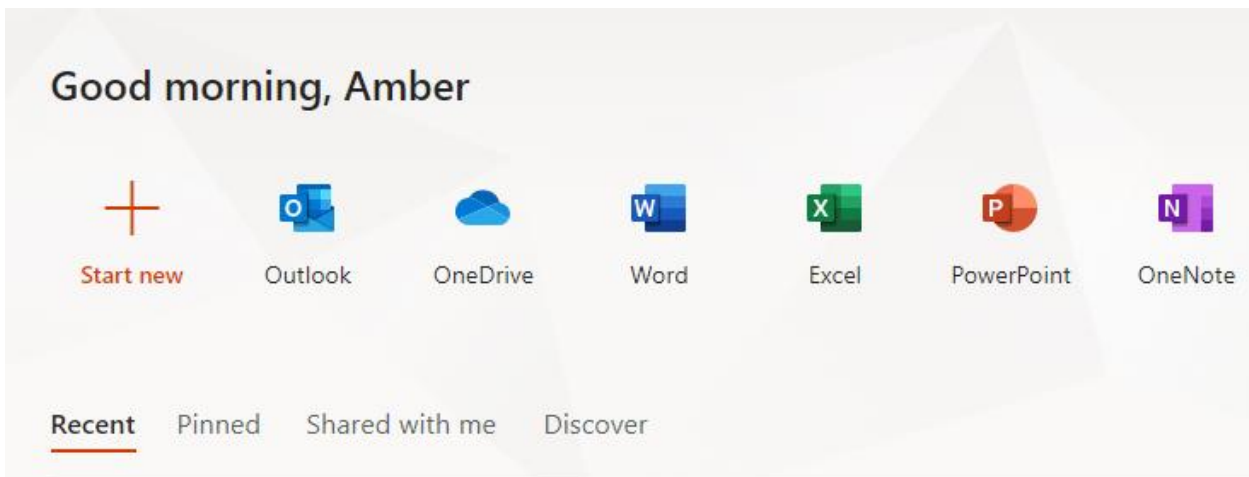 Good morning, Amber
O W X P N
Start new Outlook OneDrive Word Excel PowerPoint OneNote
Recent Pinned Shared with me Discover